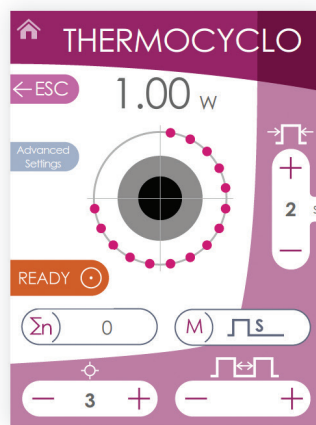 THERMOCYCLO
← ESC
1.00 w
Advanced
Settings
+
2 s
−
READY
Σn) 0
M) s
− 3 +
− +